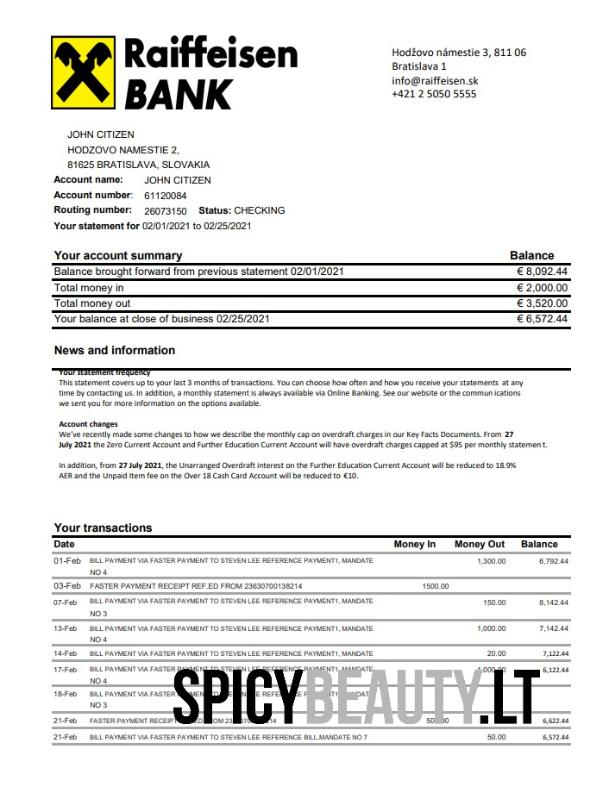 Raiffeisen
BANK
Hodžovo námestie 3, 811 06
Bratislava 1
info@raiffeisen.sk
+421 2 5050 5555
JOHN CITIZEN
HODZOVO NAMESTIE 2,
81625 BRATISLAVA, SLOVAKIA
Account name: JOHN CITIZEN
Account number: 61120084
Routing number: 26073150 Status: CHECKING
Your statement for 02/01/2021 to 02/25/2021
Your account summary Balance
Balance brought forward from previous statement 02/01/2021 € 8,092.44
Total money in € 2,000.00
Total money out € 3,520.00
Your balance at close of business 02/25/2021 € 6,572.44
News and information
Your statement frequency
This statement covers up to your last 3 months of transactions. You can choose how often and how you receive your statements at any
time by contacting us. In addition, a monthly statement is always available via Online Banking. See our website or the communications
we sent you for more information on the options available.
Account changes
We've recently made some changes to how we describe the monthly cap on overdraft charges in our Key Facts Documents. From 27
July 2021 the Zero Current Account and Further Education Current Account will have overdraft charges capped at $95 per monthly statement.
In addition, from 27 July 2021, the Unarranged Overdraft interest on the Further Education Current Account will be reduced to 18.9%
AER and the Unpaid Item fee on the Over 18 Cash Card Account will be reduced to €10.
Your transactions
Date Money In Money Out Balance
01-Feb BILL PAYMENT VIA FASTER PAYMENT TO STEVEN LEE REFERENCE PAYMENT1, MANDATE 1,300.00 6,792.44
NO 4
03-Feb FASTER PAYMENT RECEIPT REF.ED FROM 23630700138214 1500.00
07-Feb BILL PAYMENT VIA FASTER PAYMENT TO STEVEN LEE REFERENCE PAYMENT1, MANDATE 150.00 8,142.44
NO 3
13-Feb BILL PAYMENT VIA FASTER PAYMENT TO STEVEN LEE REFERENCE PAYMENT1, MANDATE 1,000.00 7,142.44
NO 4
14-Feb BILL PAYMENT VIA FASTER PAYMENT TO STEVEN LEE REFERENCE PAYMENT1, MANDATE 20.00 7,122.44
17-Feb BILL PAYMENT VIA FASTER PAYMENT TO STEVEN LEE REFERENCE PAYMENT1, MANDATE 1,000.00 6,122.44
NO 4
18-Feb BILL PAYMENT VIA
NO 3
SPICYBEAUTY.LT
21-Feb FASTER PAYMENT RECEIPT 6,622.44
21-Feb BILL PAYMENT VIA FASTER PAYMENT TO STEVEN LEE REFERENCE BILL,MANDATE NO 7 50.00 6,572.44